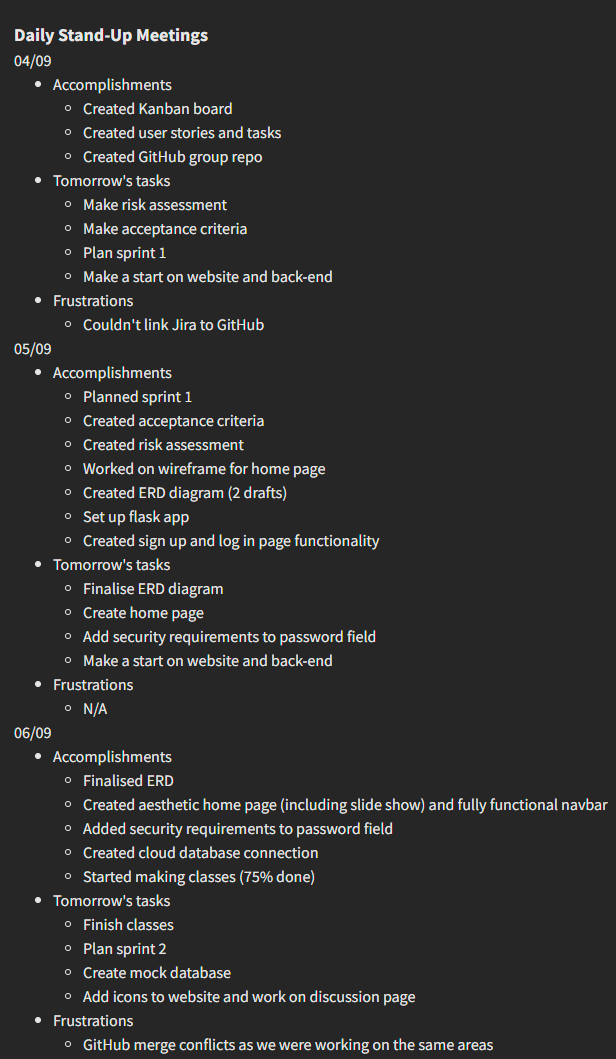 Daily Stand-Up Meetings
04/09
Accomplishments
Created Kanban board
Created user stories and tasks
Created GitHub group repo
Tomorrow's tasks
Make risk assessment
Make acceptance criteria
Plan sprint 1
Make a start on website and back-end
Frustrations
Couldn't link Jira to GitHub
05/09
Accomplishments
Planned sprint 1
Created acceptance criteria
Created risk assessment
Worked on wireframe for home page
Created ERD diagram (2 drafts)
Set up flask app
Created sign up and log in page functionality
Tomorrow's tasks
Finalise ERD diagram
Create home page
Add security requirements to password field
Make a start on website and back-end
Frustrations
N/A
06/09
Accomplishments
Finalised ERD
Created aesthetic home page (including slide show) and fully functional navbar
Added security requirements to password field
Created cloud database connection
Started making classes (75% done)
Tomorrow's tasks
Finish classes
Plan sprint 2
Create mock database
Add icons to website and work on discussion page
Frustrations
GitHub merge conflicts as we were working on the same areas